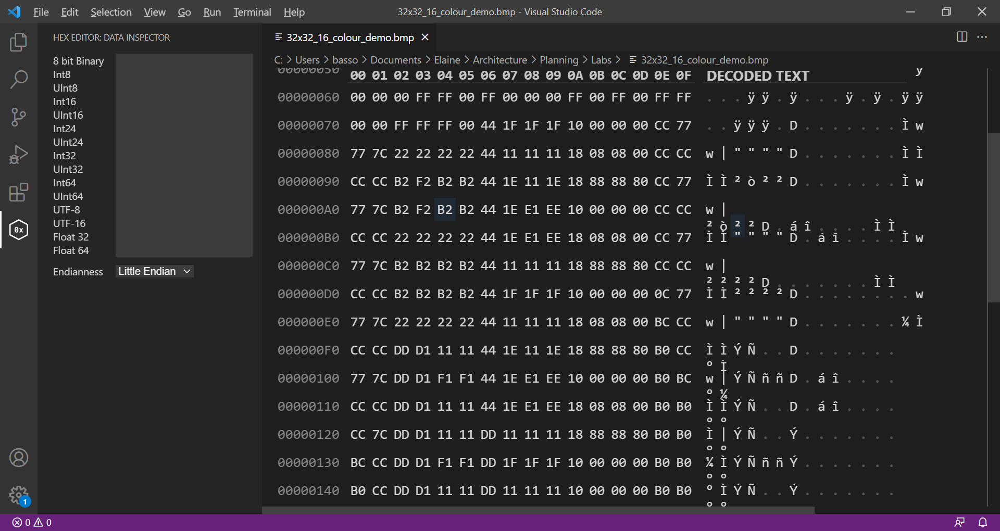 File Edit Selection View Go Run Terminal Help 32x32_16_colour_demo.bmp - Visual Studio Code
HEX EDITOR: DATA INSPECTOR
8 bit Binary
Int8
UInt8
Int16
UInt16
Int24
UInt24
Int32
UInt32
Int64
UInt64
UTF-8
UTF-16
Float 32
Float 64
Endianness Little Endian
32x32_16_colour_demo.bmp
C: > Users > basso > Documents > Elaine > Architecture > Planning > Labs > 32x32_16_colour_demo.bmp
00000050
00 01 02 03 04 05 06 07 08 09 0A 0B 0C 0D 0E 0F DECODED TEXT ÿ
00000060 00 00 00 FF FF 00 FF 00 00 00 FF 00 FF 00 FF FF . . . ÿ ÿ . ÿ . . . ÿ . ÿ . ÿ ÿ
00000070 00 00 FF FF FF 00 44 1F 1F 1F 10 00 00 00 CC 77 . . ÿ ÿ ÿ . D . . . . . . . Ì w
00000080 77 7C 22 22 22 22 44 11 11 11 18 08 08 00 CC CC w | " " " " D . . . . . . . Ì Ì
00000090 CC CC B2 F2 B2 B2 44 1E 11 1E 18 88 88 80 CC 77 Ì Ì ² ò ² ² D . . . . . . . Ì w
000000A0 77 7C B2 F2 B2 B2 44 1E E1 EE 10 00 00 00 CC CC w |
² ò ² ² D . á î . . . . Ì Ì
000000B0 CC CC 22 22 22 22 44 1E E1 EE 18 08 08 00 CC 77 Ì Ì " " " " D . á î . . . . Ì w
000000C0 77 7C B2 B2 B2 B2 44 11 11 11 18 88 88 80 CC CC w |
² ² ² ² D . . . . . . . Ì Ì
000000D0 CC CC B2 B2 B2 B2 44 1F 1F 1F 10 00 00 00 0C 77 Ì Ì ² ² ² ² D . . . . . . . . w
000000E0 77 7C 22 22 22 22 44 11 11 11 18 08 08 00 BC CC w | " " " " D . . . . . . . ¼ Ì
000000F0 CC CC DD D1 11 11 44 1E 11 1E 18 88 88 80 B0 CC Ì Ì Ý Ñ . . D . . . . . . .
° Ì
00000100 77 7C DD D1 F1 F1 44 1E E1 EE 10 00 00 00 B0 BC w | Ý Ñ ñ ñ D . á î . . . .
° ¼
00000110 CC CC DD D1 11 11 44 1E E1 EE 18 08 08 00 B0 B0 Ì Ì Ý Ñ . . D . á î . . . .
° °
00000120 CC 7C DD D1 11 11 DD 11 11 11 18 88 88 80 B0 B0 Ì | Ý Ñ . . Ý . . . . . . .
° °
00000130 BC CC DD D1 F1 F1 DD 1F 1F 1F 10 00 00 00 B0 B0 ¼ Ì Ý Ñ ñ ñ Ý . . . . . . .
° °
00000140 B0 CC DD D1 11 11 DD 11 11 11 10 00 00 00 B0 B0 ° Ì Ý Ñ . . Ý . . . . . . .
° °
0x
1
0 0